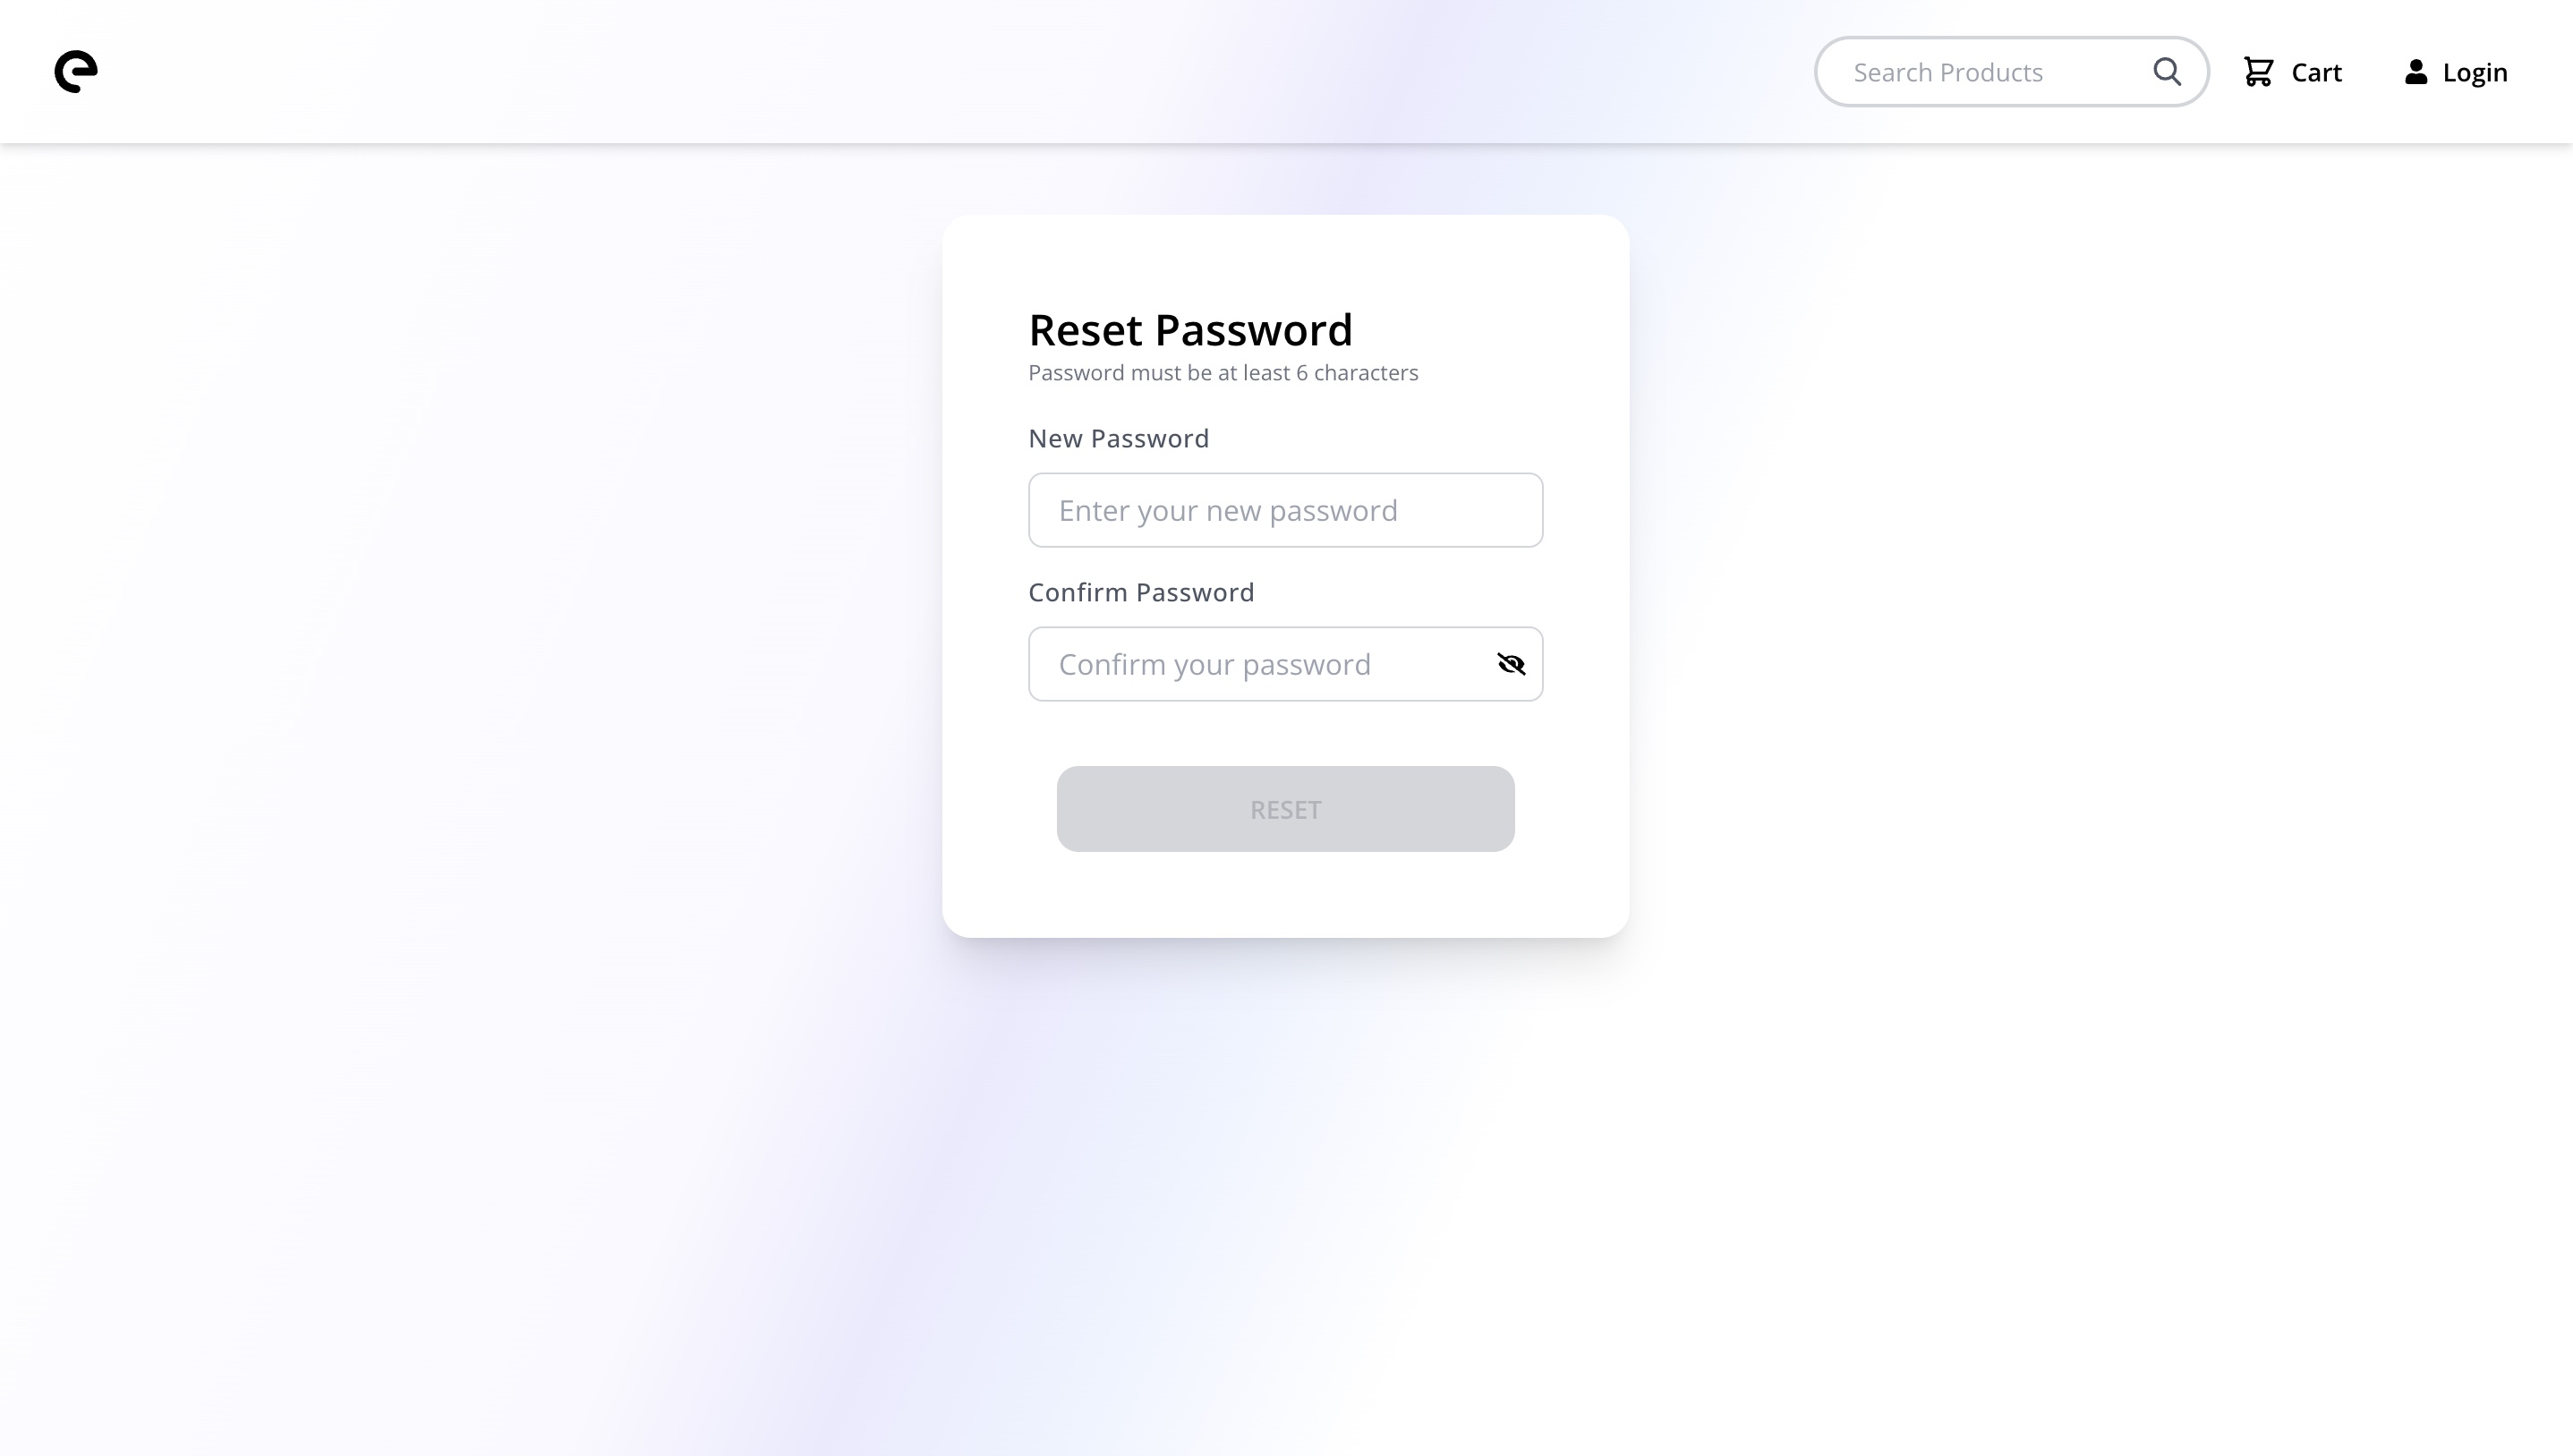 e
Search Products
Cart
Login
Reset Password
Password must be at least 6 characters
New Password
Enter your new password
Confirm Password
Confirm your password
RESET